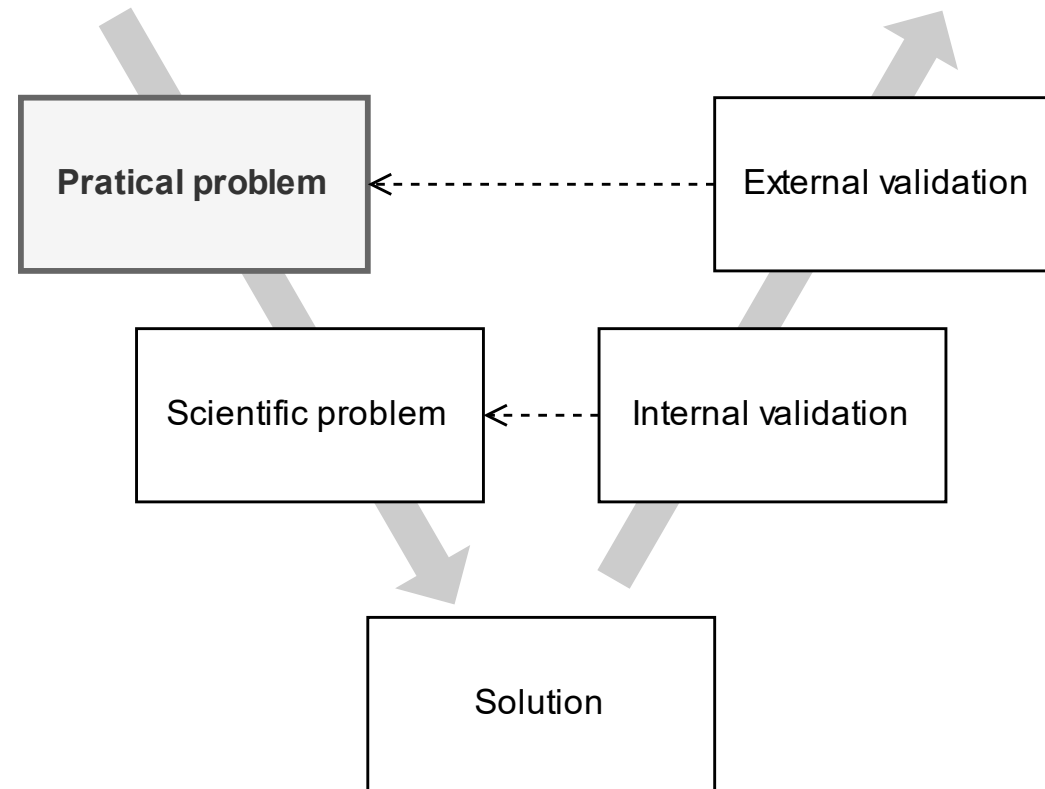 Pratical problem
External validation
Scientific problem
Internal validation
Solution